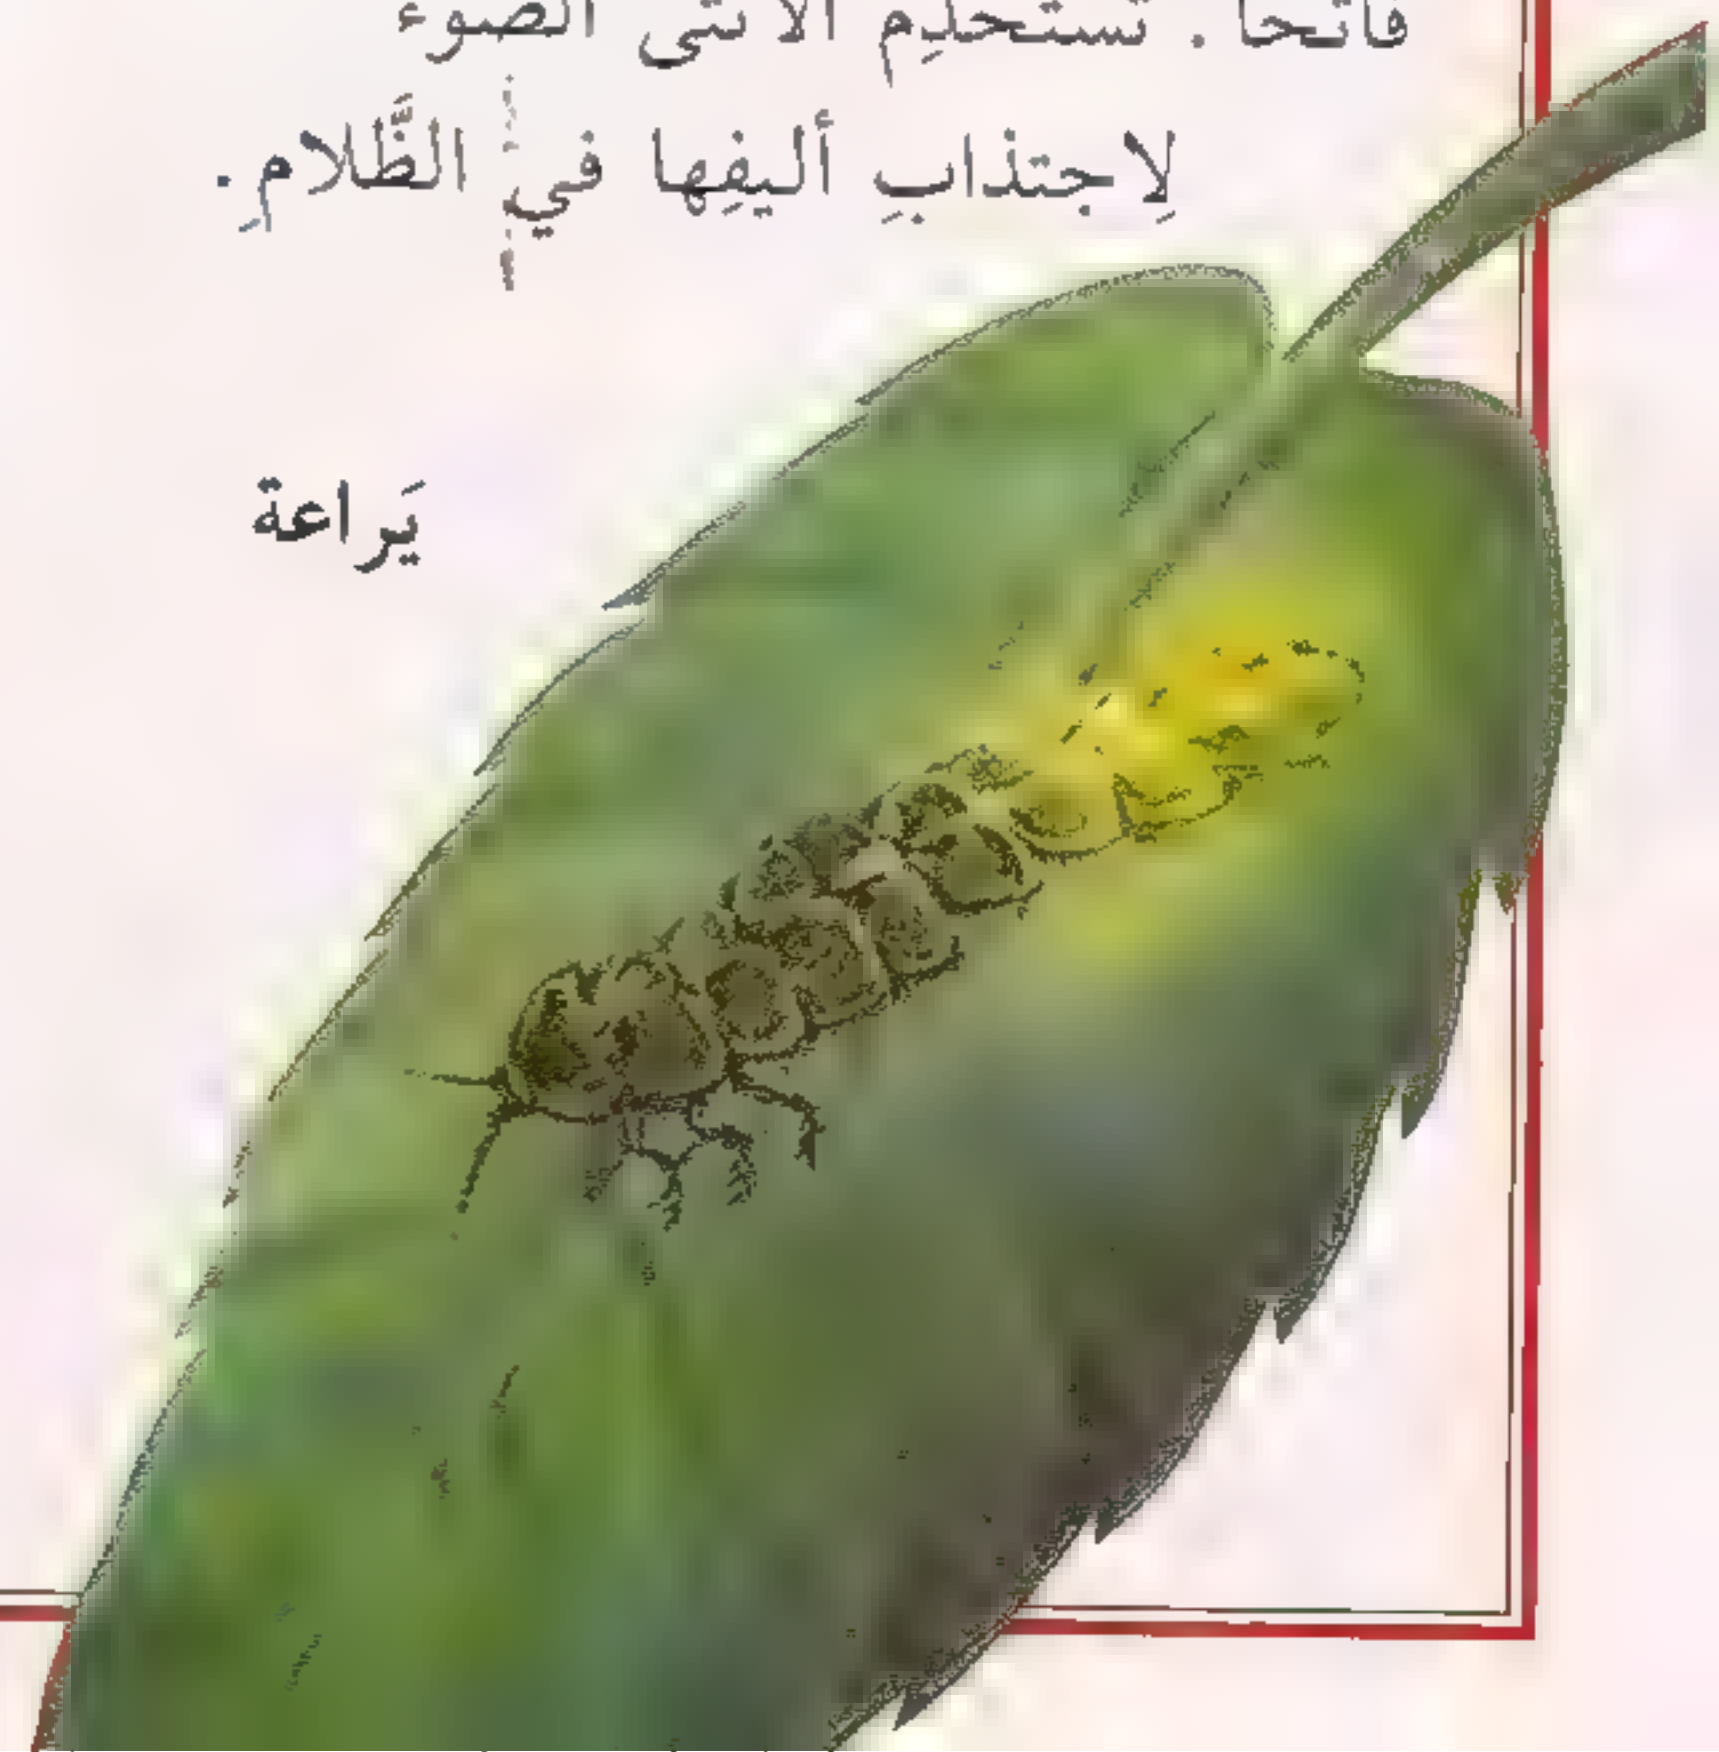 فاتحاً. تستخدِم الأنثى الضوء
لِاجتذابِ أليفِها في الظَّلامِ.
يَراعة